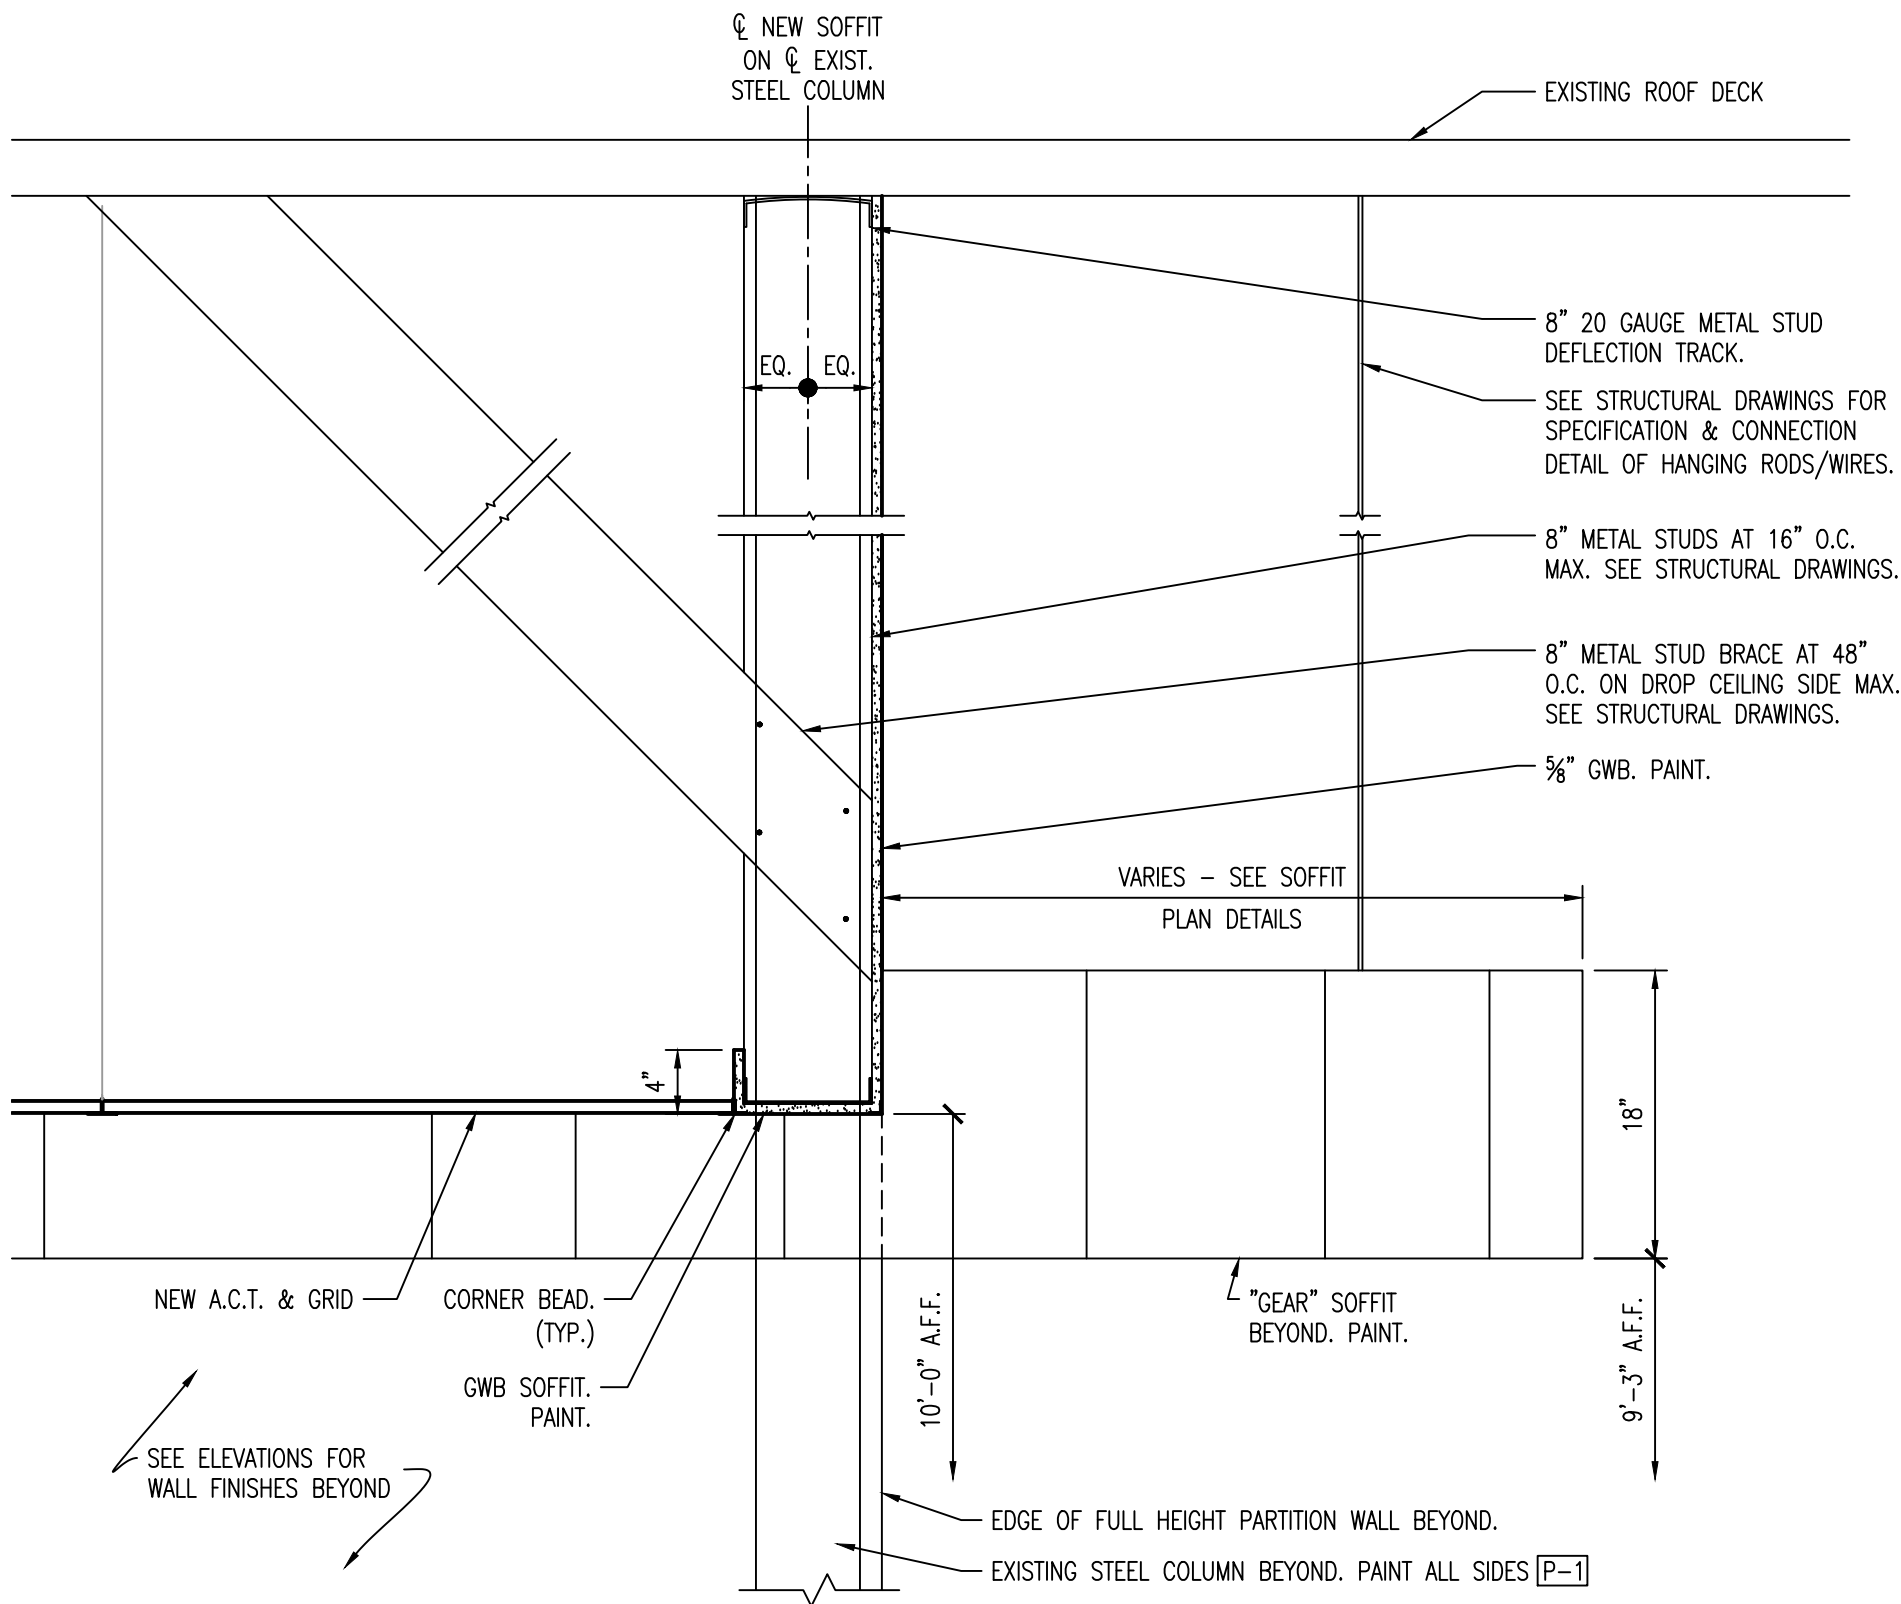 ℄ NEW SOFFIT
ON ℄ EXIST.
STEEL COLUMN
EXISTING ROOF DECK
8" 20 GAUGE METAL STUD
DEFLECTION TRACK.
EQ. EQ.
SEE STRUCTURAL DRAWINGS FOR
SPECIFICATION & CONNECTION
DETAIL OF HANGING RODS/WIRES.
8" METAL STUDS AT 16" O.C.
MAX. SEE STRUCTURAL DRAWINGS.
8" METAL STUD BRACE AT 48"
O.C. ON DROP CEILING SIDE MAX.
SEE STRUCTURAL DRAWINGS.
⅝" GWB. PAINT.
VARIES – SEE SOFFIT
PLAN DETAILS
4"
18"
NEW A.C.T. & GRID
CORNER BEAD.
(TYP.)
GWB SOFFIT.
PAINT.
10'–0" A.F.F.
"GEAR" SOFFIT
BEYOND. PAINT.
9'–3" A.F.F.
SEE ELEVATIONS FOR
WALL FINISHES BEYOND
EDGE OF FULL HEIGHT PARTITION WALL BEYOND.
EXISTING STEEL COLUMN BEYOND. PAINT ALL SIDES P–1